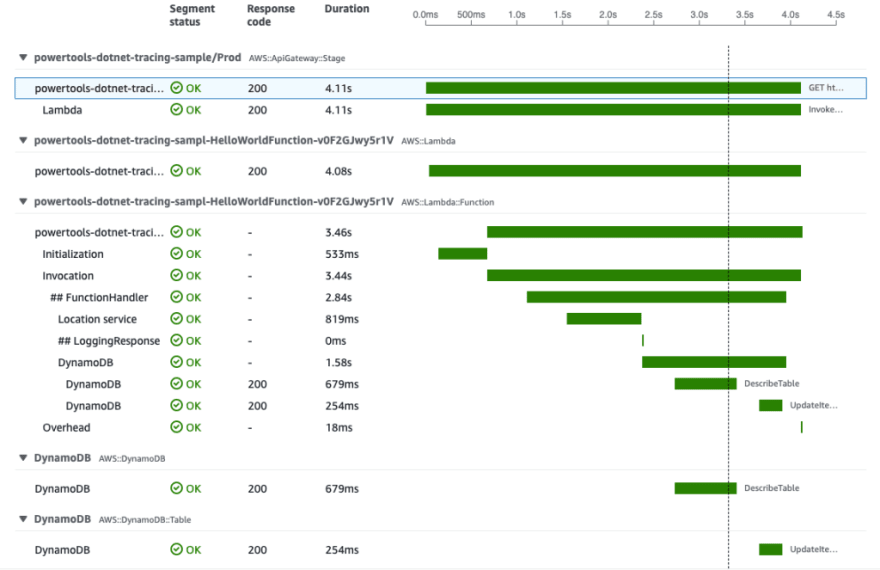 Segment status Response code Duration 0.0ms 500ms 1.0s 1.5s 2.0s 2.5s 3.0s 3.5s 4.0s 4.5s
powertools-dotnet-tracing-sample/Prod AWS::ApiGateway::Stage
powertools-dotnet-traci... OK 200 4.11s GET ht...
Lambda OK 200 4.11s Invoke...
powertools-dotnet-tracing-sampl-HelloWorldFunction-v0F2GJwy5r1V AWS::Lambda
powertools-dotnet-traci... OK 200 4.08s
powertools-dotnet-tracing-sampl-HelloWorldFunction-v0F2GJwy5r1V AWS::Lambda::Function
powertools-dotnet-traci... OK - 3.46s
Initialization OK - 533ms
Invocation OK - 3.44s
## FunctionHandler OK - 2.84s
Location service OK - 819ms
## LoggingResponse OK - 0ms
DynamoDB OK - 1.58s
DynamoDB OK 200 679ms DescribeTable
DynamoDB OK 200 254ms UpdateIte...
Overhead OK - 18ms
DynamoDB AWS::DynamoDB
DynamoDB OK 200 679ms DescribeTable
DynamoDB AWS::DynamoDB::Table
DynamoDB OK 200 254ms UpdateIte...